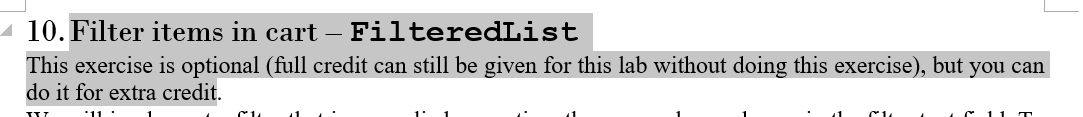 10. Filter items in cart – FilteredList
This exercise is optional (full credit can still be given for this lab without doing this exercise), but you can
do it for extra credit.